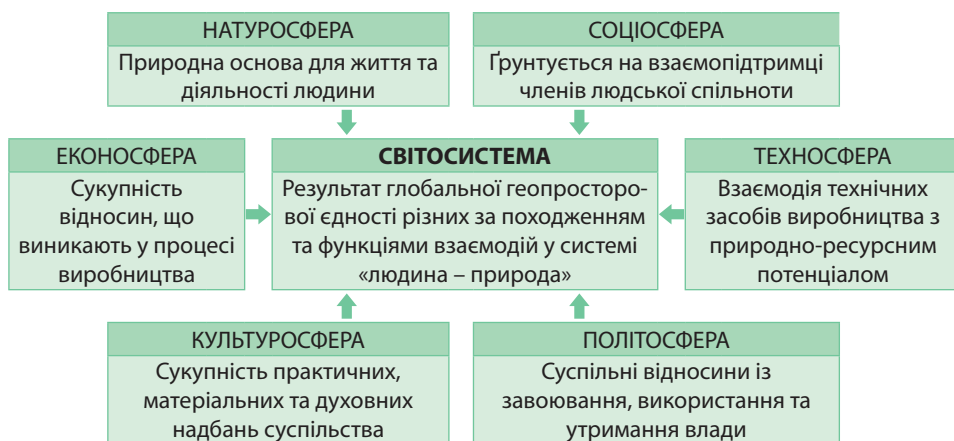 НАТУРОСФЕРА
Природна основа для життя та
діяльності людини
СОЦІОСФЕРА
Ґрунтується на взаємопідтримці
членів людської спільноти
ЕКОНОСФЕРА
Сукупність
відносин, що
виникають у процесі
виробництва
СВІТОСИСТЕМА
Результат глобальної геопросторо-
вої єдності різних за походженням
та функціями взаємодій у системі
«людина – природа»
ТЕХНОСФЕРА
Взаємодія технічних
засобів виробництва з
природно-ресурсним
потенціалом
КУЛЬТУРОСФЕРА
Сукупність практичних,
матеріальних та духовних
надбань суспільства
ПОЛІТОСФЕРА
Суспільні відносини із
завоювання, використання та
утримання влади